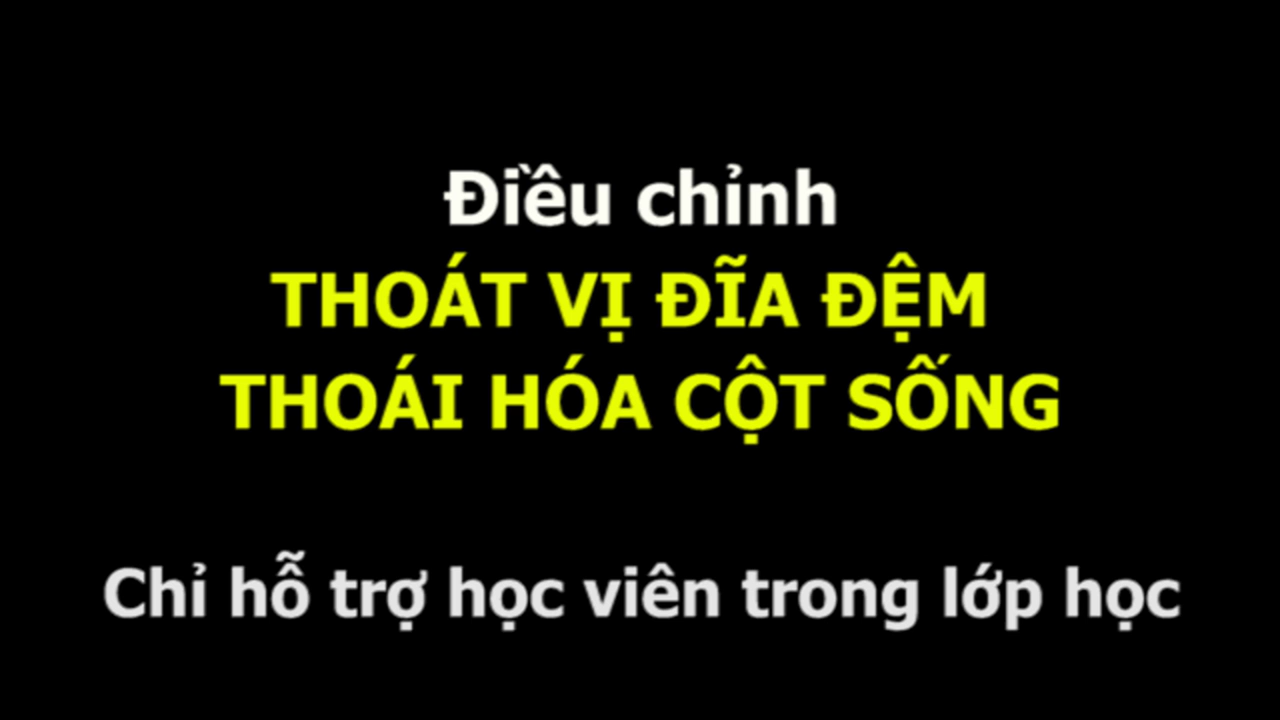 Điều chỉnh
THOÁT VỊ ĐĨA ĐỆM
THOÁI HÓA CỘT SỐNG
Chỉ hỗ trợ học viên trong lớp học